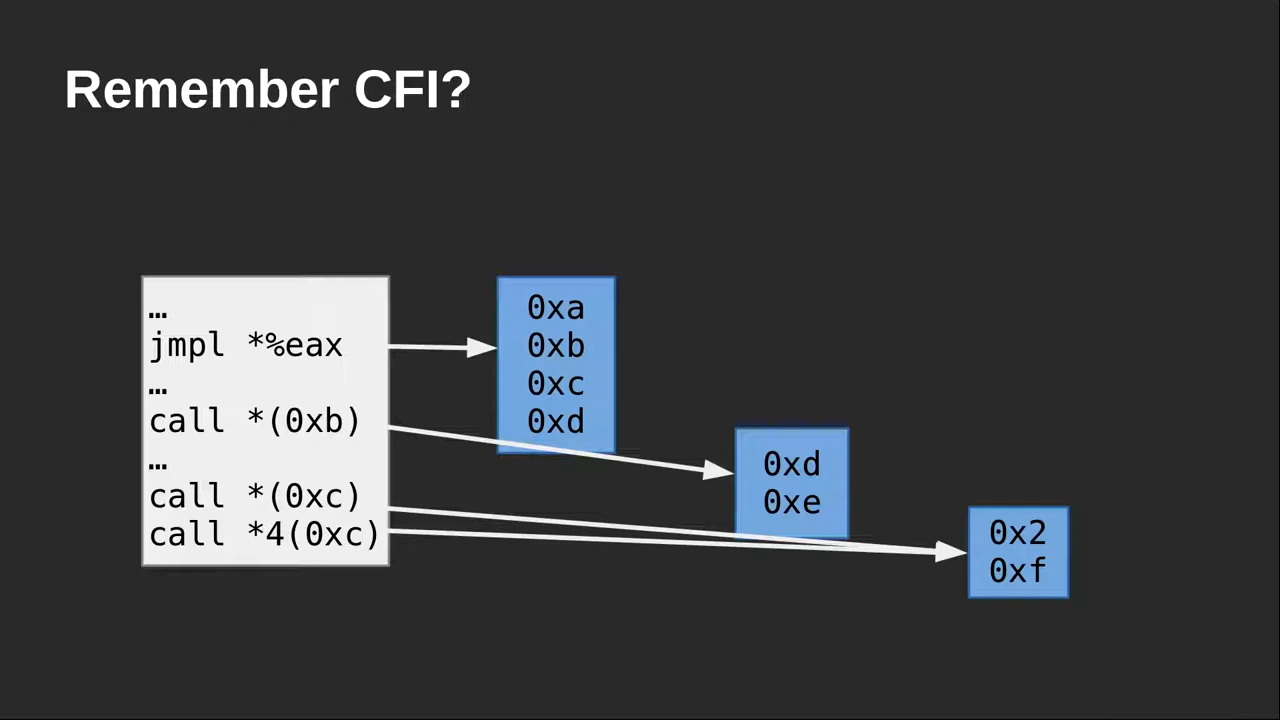 Remember CFI?
…
jmpl *%eax
…
call *(0xb)
…
call *(0xc)
call *4(0xc)
0xa
0xb
0xc
0xd
0xd
0xe
0x2
0xf